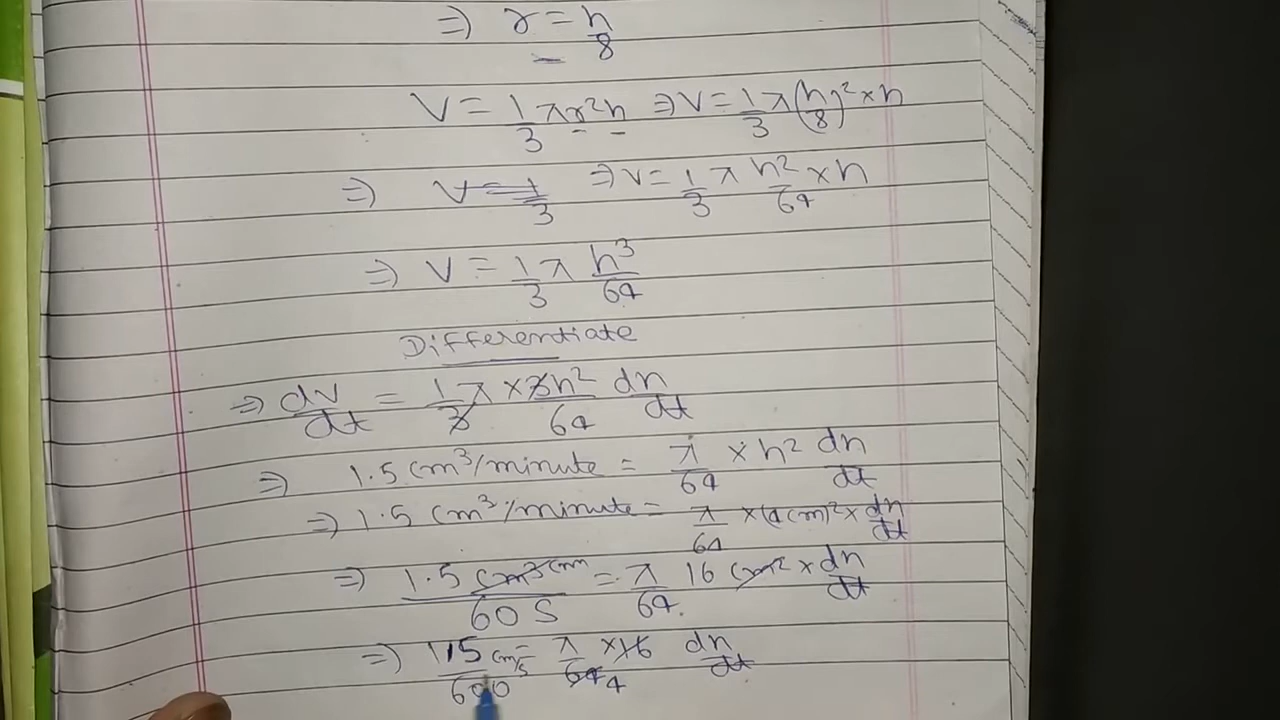 ⇒ r = h/8
V = 1/3 πr²h ⇒ V = 1/3 π(h/8)² × h
⇒ V = 1/3 ⇒ V = 1/3 π h²/64 × h
⇒ V = 1/3 π h³/64
Differentiate
⇒ dv/dt = 1/3 π × 3h²/64 dh/dt
⇒ 1.5 cm³/minute = π/64 × h² dh/dt
⇒ 1.5 cm³/minute = π/64 × (4cm)² × dh/dt
⇒ 1.5 cm³ cm/60 S = π/64 16 cm² × dh/dt
⇒ 15 cm/s/600 = π/64 4 × 16 dh/dt